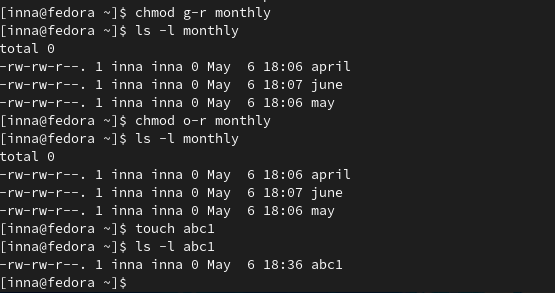 [inna@fedora ~]$ chmod g-r monthly
[inna@fedora ~]$ ls -l monthly
total 0
-rw-rw-r--. 1 inna inna 0 May  6 18:06 april
-rw-rw-r--. 1 inna inna 0 May  6 18:07 june
-rw-rw-r--. 1 inna inna 0 May  6 18:06 may
[inna@fedora ~]$ chmod o-r monthly
[inna@fedora ~]$ ls -l monthly
total 0
-rw-rw-r--. 1 inna inna 0 May  6 18:06 april
-rw-rw-r--. 1 inna inna 0 May  6 18:07 june
-rw-rw-r--. 1 inna inna 0 May  6 18:06 may
[inna@fedora ~]$ touch abc1
[inna@fedora ~]$ ls -l abc1
-rw-rw-r--. 1 inna inna 0 May  6 18:36 abc1
[inna@fedora ~]$